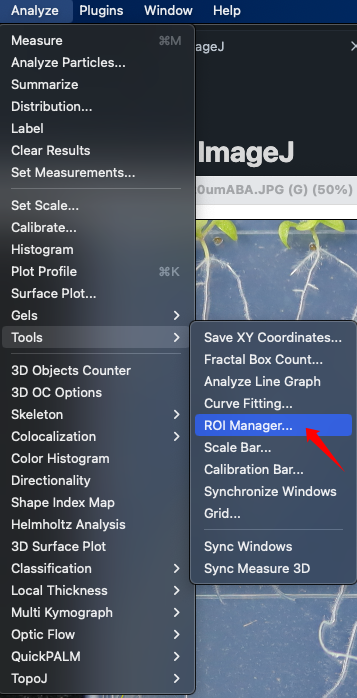 Analyze Plugins Window Help
Measure ⌘M
Analyze Particles...
Summarize
Distribution...
Label
Clear Results
Set Measurements...
Set Scale...
Calibrate...
Histogram
Plot Profile ⌘K
Surface Plot...
Gels
Tools
3D Objects Counter
3D OC Options
Skeleton
Colocalization
Color Histogram
Directionality
Shape Index Map
Helmholtz Analysis
3D Surface Plot
Classification
Local Thickness
Multi Kymograph
Optic Flow
QuickPALM
TopoJ
ageJ
ImageJ
0umABA.JPG (G) (50%)
Save XY Coordinates...
Fractal Box Count...
Analyze Line Graph
Curve Fitting...
ROI Manager...
Scale Bar...
Calibration Bar...
Synchronize Windows
Grid...
Sync Windows
Sync Measure 3D